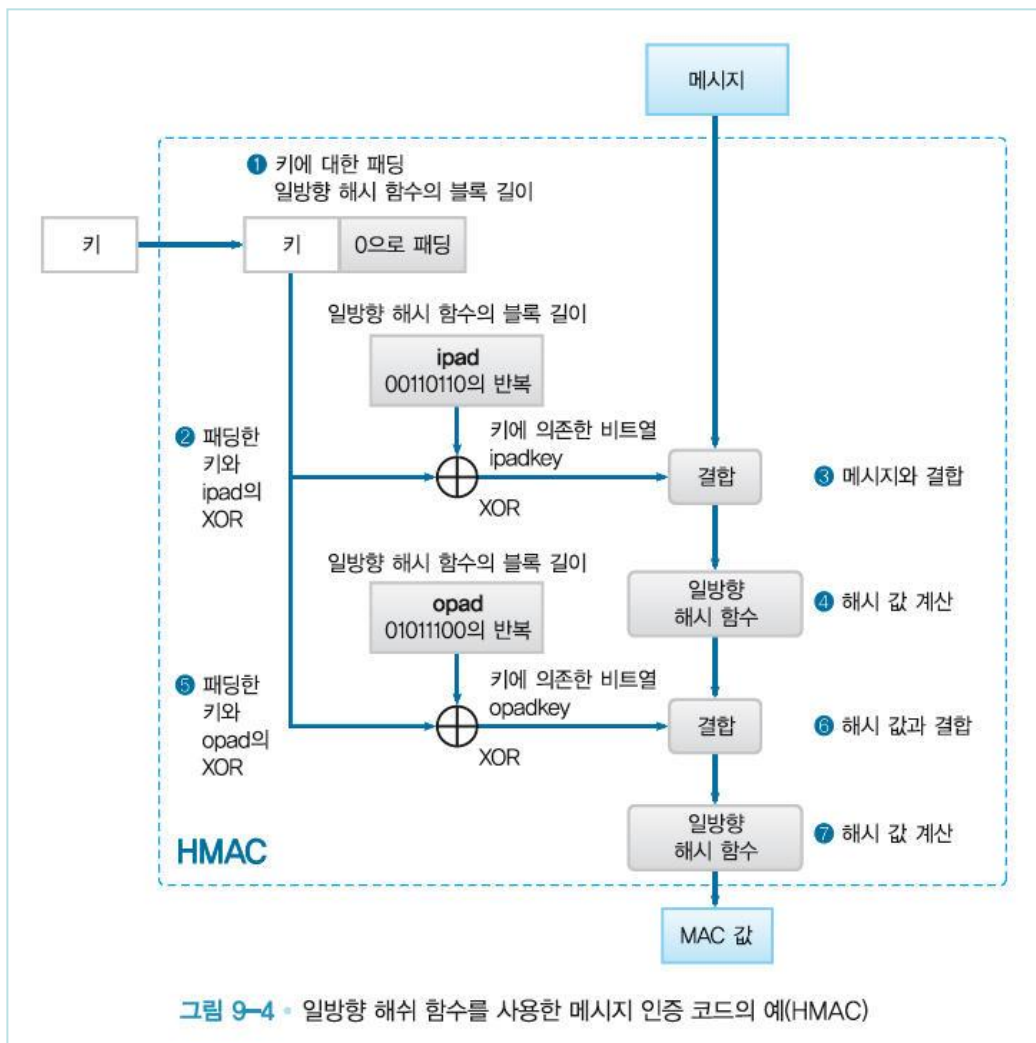 메시지
❶ 키에 대한 패딩
일방향 해시 함수의 블록 길이
키
키
0으로 패딩
일방향 해시 함수의 블록 길이
ipad
00110110의 반복
❷ 패딩한
키와
ipad의
XOR
키에 의존한 비트열
ipadkey
XOR
결합
❸ 메시지와 결합
일방향 해시 함수의 블록 길이
opad
01011100의 반복
일방향
해시 함수
❹ 해시 값 계산
❺ 패딩한
키와
opad의
XOR
키에 의존한 비트열
opadkey
XOR
결합
❻ 해시 값과 결합
일방향
해시 함수
❼ 해시 값 계산
HMAC
MAC 값
그림 9-4 • 일방향 해쉬 함수를 사용한 메시지 인증 코드의 예(HMAC)